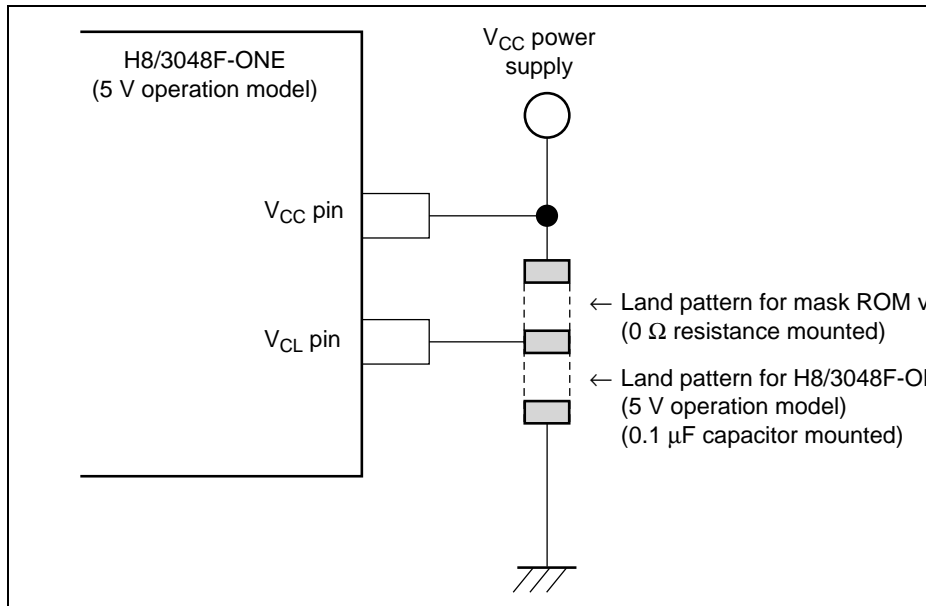 H8/3048F-ONE
(5 V operation model)
VCC power
supply
VCC pin
VCL pin
← Land pattern for mask ROM v
(0 Ω resistance mounted)
← Land pattern for H8/3048F-O
(5 V operation model)
(0.1 μF capacitor mounted)